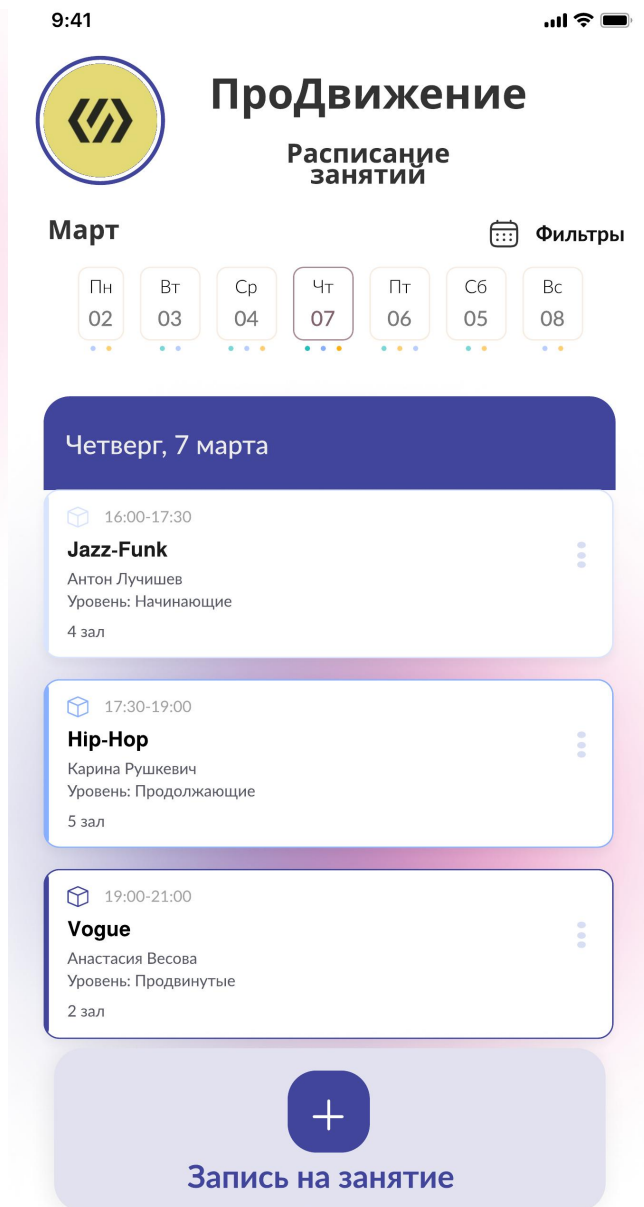 9:41
ПроДвижение
Расписание
занятий
Март
Фильтры
Пн Вт Ср Чт Пт Сб Вс
02 03 04 07 06 05 08
Четверг, 7 марта
16:00-17:30
Jazz-Funk
Антон Лучишев
Уровень: Начинающие
4 зал
17:30-19:00
Hip-Hop
Карина Рушкевич
Уровень: Продолжающие
5 зал
19:00-21:00
Vogue
Анастасия Весова
Уровень: Продвинутые
2 зал
Запись на занятие